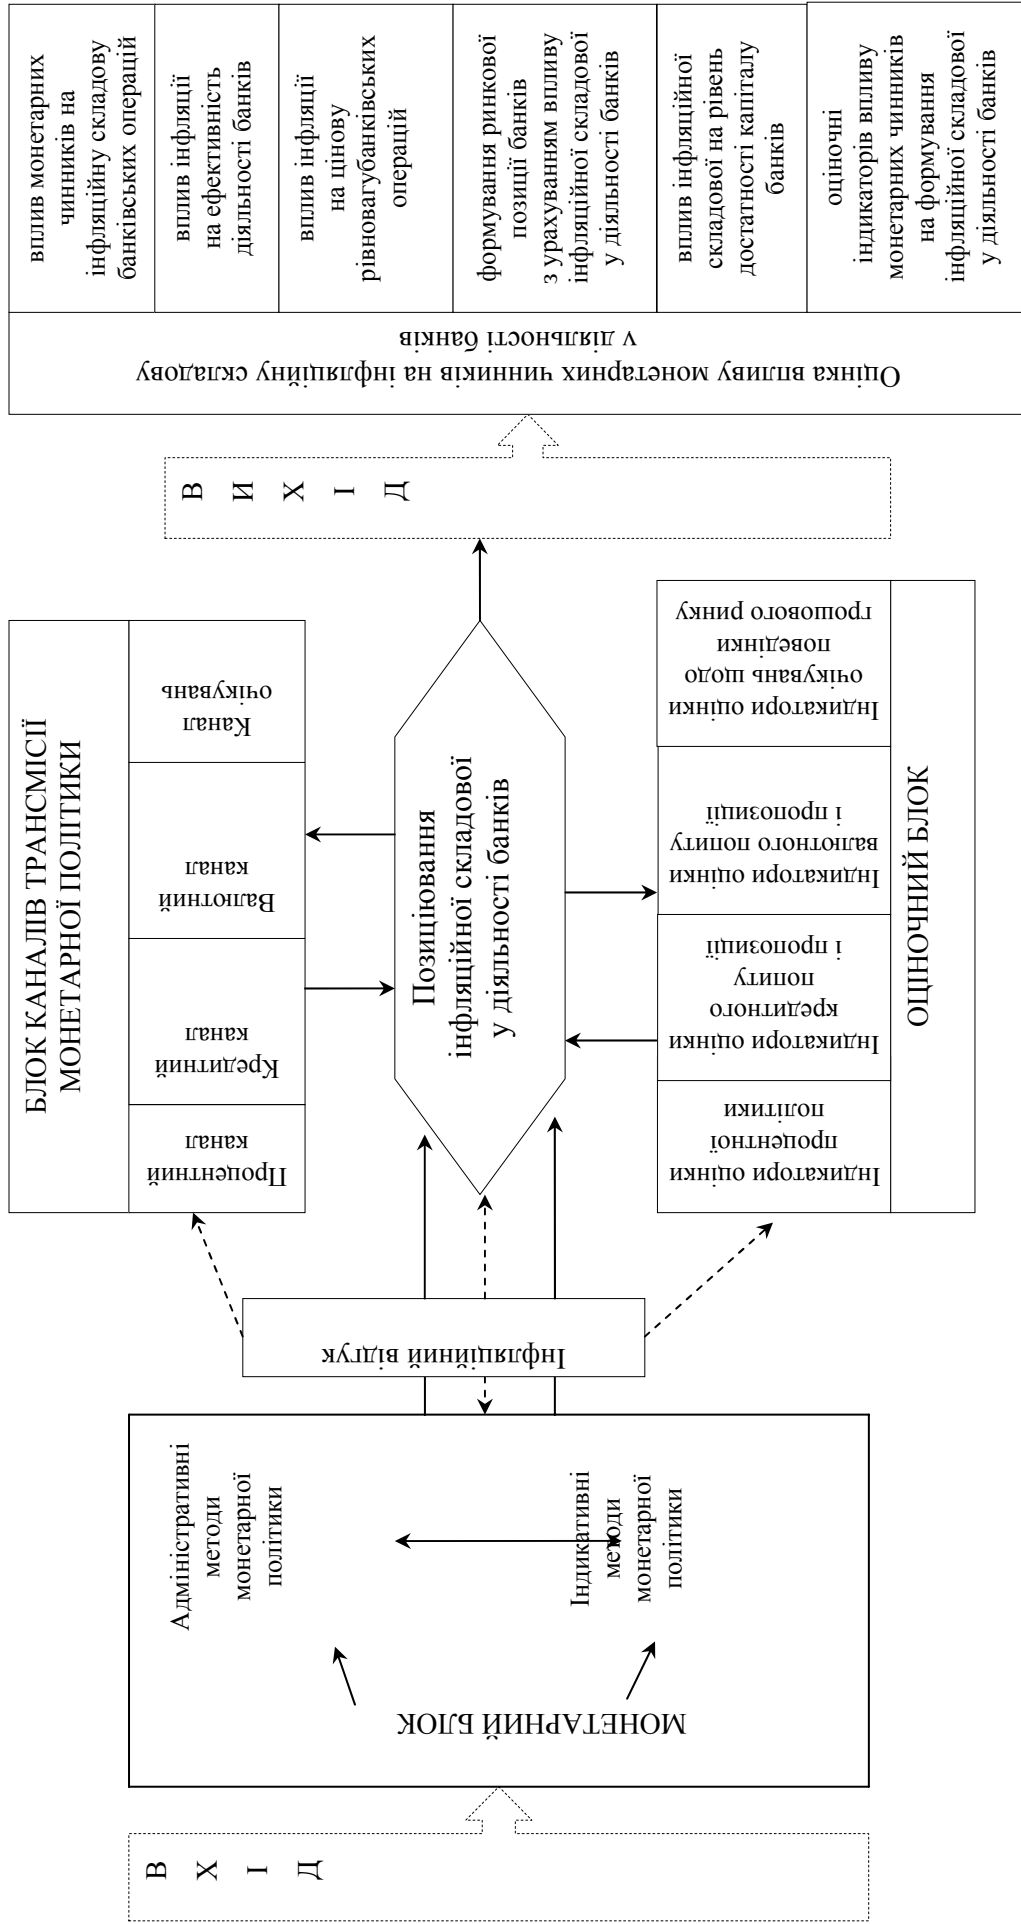 В
Х
І
Д
МОНЕТАРНИЙ БЛОК
Адміністративні
методи
монетарної
політики
Індикативні
методи
монетарної
політики
Інфляційний відгук
БЛОК КАНАЛІВ ТРАНСМІСІЇ
МОНЕТАРНОЇ ПОЛІТИКИ
Процентний
канал
Кредитний
канал
Валютний
канал
Канал
очікувань
Позиціювання
інфляційної складової
у діяльності банків
Індикатори оцінки
процентної
політики
Індикатори оцінки
кредитного
попиту
і пропозиції
Індикатори оцінки
валютного попиту
і пропозиції
Індикатори оцінки
очікувань щодо
поведінки
грошового ринку
ОЦІНОЧНИЙ БЛОК
В
И
Х
І
Д
Оцінка впливу монетарних чинників на інфляційну складову
у діяльності банків
вплив монетарних
чинників на
інфляційну складову
банківських операцій
вплив інфляції
на ефективність
діяльності банків
вплив інфляції
на цінову
рівновагубанківських
операцій
формування ринкової
позиції банків
з урахуванням впливу
інфляційної складової
у діяльності банків
вплив інфляційної
складової на рівень
достатності капіталу
банків
оціночні
індикаторів впливу
монетарних чинників
на формування
інфляційної складової
у діяльності банків